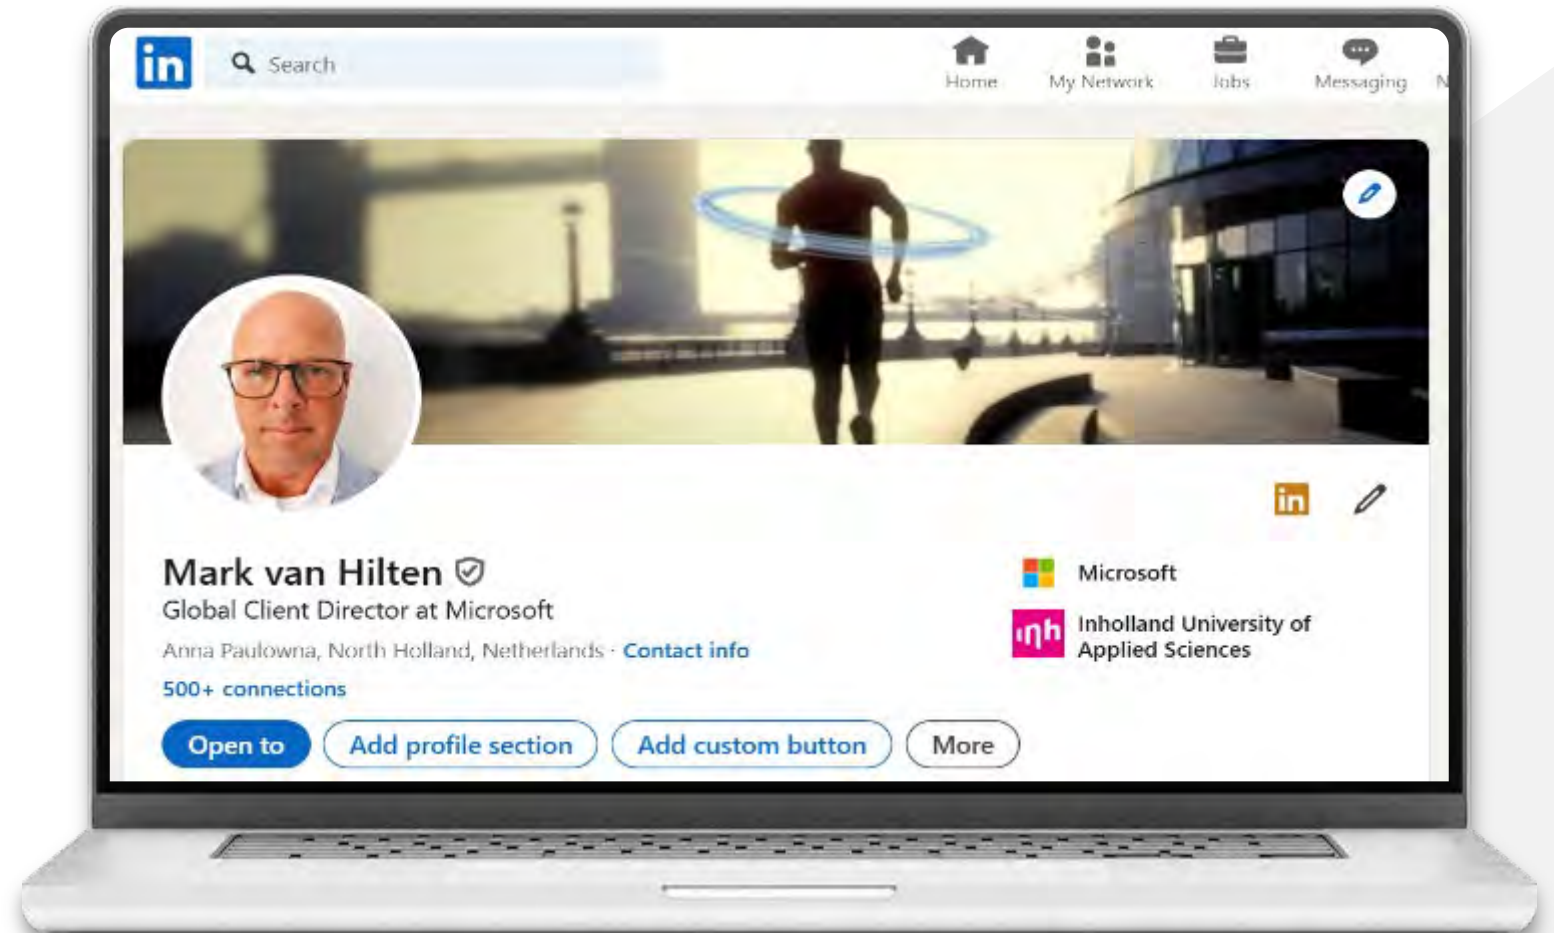 in
Search
Home
My Network
Jobs
Messaging
N
in
Mark van Hilten
Global Client Director at Microsoft
Anna Paulowna, North Holland, Netherlands · Contact info
500+ connections
Microsoft
inh
Inholland University of
Applied Sciences
Open to
Add profile section
Add custom button
More